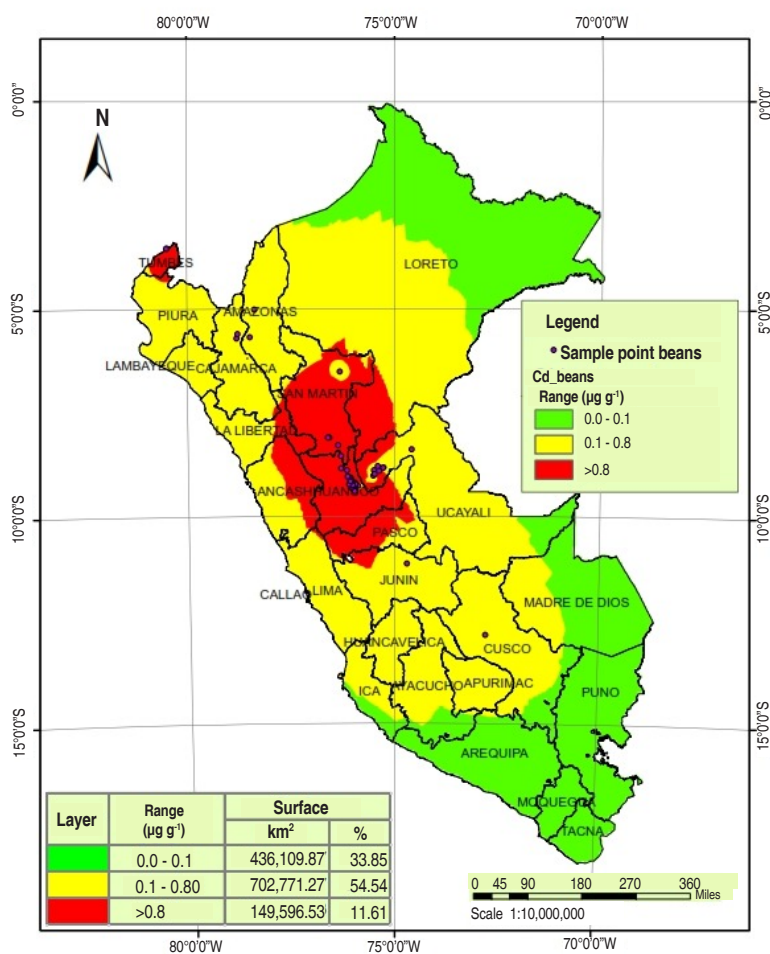 80°0'0"W 75°0'0"W 70°0'0"W
0°0'0"
N
TUMBES
LORETO
5°0'0"S
PIURA
AMAZONAS
LAMBAYEQUE
CAJAMARCA
SAN MARTIN
LA LIBERTAD
ANCASH
HUANUCO
10°0'0"S
UCAYALI
PASCO
JUNIN
CALLAO
LIMA
MADRE DE DIOS
HUANCAVELICA
CUSCO
ICA
AYACUCHO
APURIMAC
PUNO
15°0'0"S
AREQUIPA
MOQUEGUA
TACNA
0°0'0"
5°0'0"S
10°0'0"S
15°0'0"S
Legend
Sample point beans
Cd_beans
Range (µg g-1)
0.0 - 0.1
0.1 - 0.8
>0.8
Layer Range (µg g-1) Surface
km2 %
0.0 - 0.1 436,109.87 33.85
0.1 - 0.80 702,771.27 54.54
>0.8 149,596.53 11.61
0 45 90 180 270 360 Miles
Scale 1:10,000,000
80°0'0"W 75°0'0"W 70°0'0"W